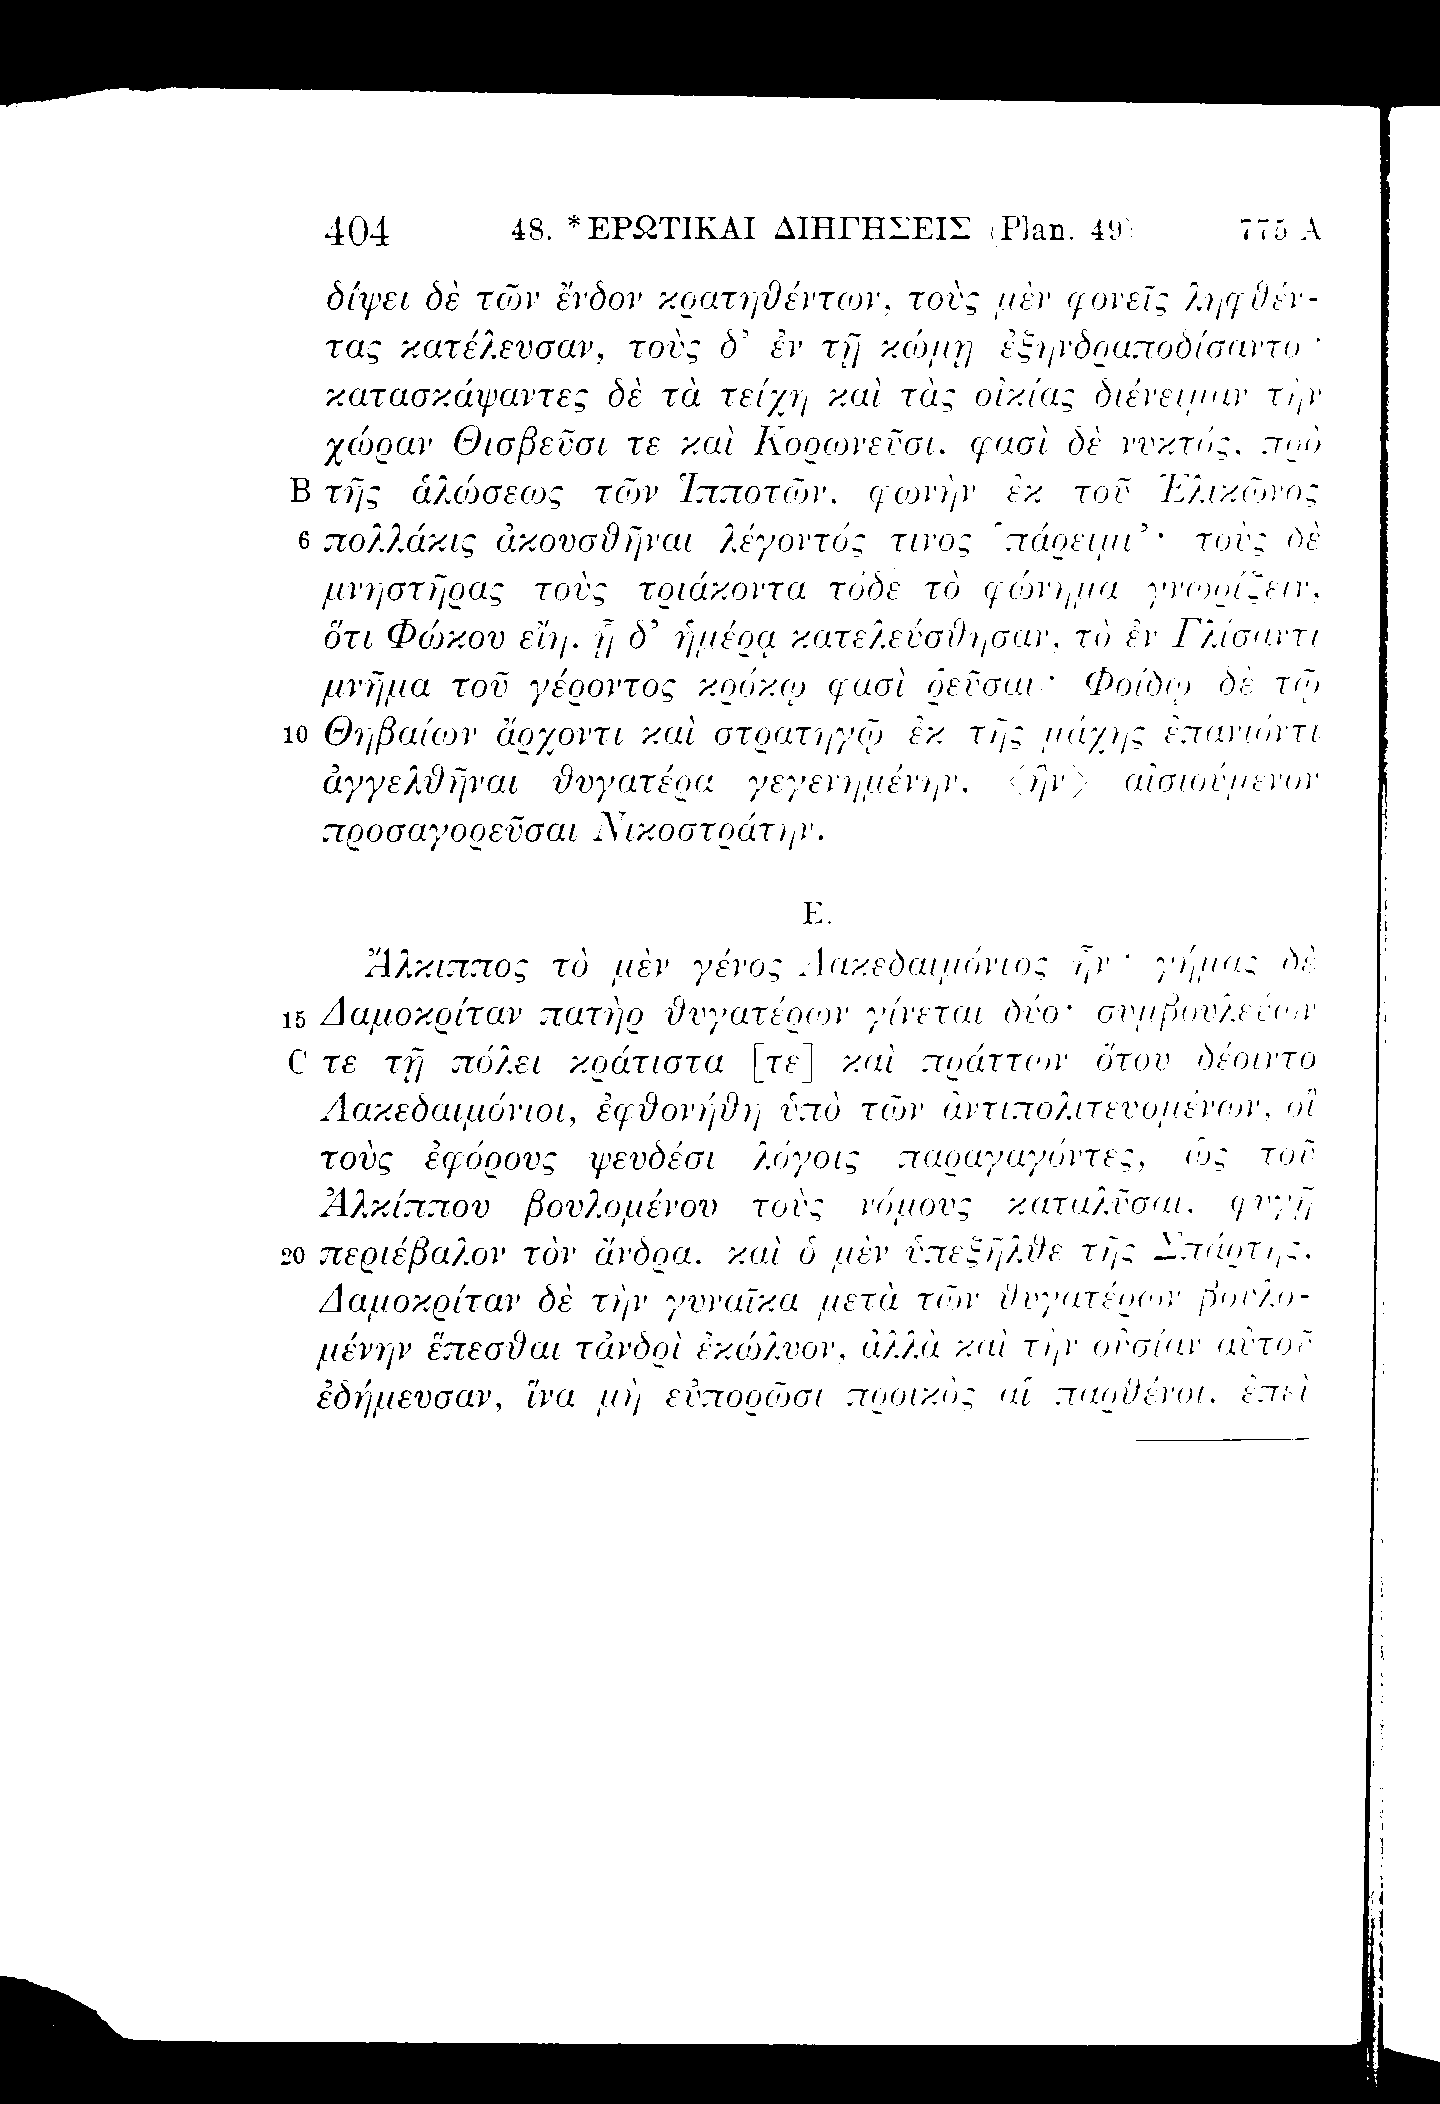 404 48. *ΕΡΩΤΙΚΑΙ ΔΙΗΓΗΣΕΙΣ (Plan. 49) 775 A
δίψει δὲ τῶν ἔνδον κρατηθέντων, τοὺς μὲν φονεῖς ληφθέν-
τας κατέλευσαν, τοὺς δ’ ἐν τῇ κώμῃ ἐξηνδραποδίσαντο·
κατασκάψαντες δὲ τὰ τείχη καὶ τὰς οἰκίας διένειμαν τὴν
χώραν Θισβεῦσι τε καὶ Κορωνεῦσι. φασὶ δὲ νυκτός, πρὸ
B τῆς ἁλώσεως τῶν Ἱπποτῶν, φωνὴν ἐκ τοῦ Ἑλικῶνος
6 πολλάκις ἀκουσθῆναι λέγοντός τινος ‘πάρειμι’· τοὺς δὲ
μνηστῆρας τοὺς τριάκοντα τόδε τὸ φώνημα γνωρίζειν,
ὅτι Φώκου εἴη. ᾗ δ’ ἡμέρᾳ κατελεύσθησαν, τὸ ἐν Γλίσαντι
μνῆμα τοῦ γέροντος κρόκῳ φασὶ ῥεῦσαι· Φοίδῳ δὲ τῷ
10 Θηβαίων ἄρχοντι καὶ στρατηγῷ ἐκ τῆς μάχης ἐπανιόντι
ἀγγελθῆναι θυγατέρα γεγενημένην, <ἣν> αἰσιούμενον
προσαγορεῦσαι Νικοστράτην.
Ε.
Ἄλκιππος τὸ μὲν γένος Λακεδαιμόνιος ἦν· γήμας δὲ
15 Δαμοκρίταν πατὴρ θυγατέρων γίνεται δύο· συμβουλεύων
C τε τῇ πόλει κράτιστα [τε] καὶ πράττων ὅτου δέοιντο
Λακεδαιμόνιοι, ἐφθονήθη ὑπὸ τῶν ἀντιπολιτευομένων, οἳ
τοὺς ἐφόρους ψευδέσι λόγοις παραγαγόντες, ὡς τοῦ
Ἀλκίππου βουλομένου τοὺς νόμους καταλῦσαι, φυγῇ
20 περιέβαλον τὸν ἄνδρα. καὶ ὁ μὲν ὑπεξῆλθε τῆς Σπάρτης,
Δαμοκρίταν δὲ τὴν γυναῖκα μετὰ τῶν θυγατέρων βουλο-
μένην ἕπεσθαι τἀνδρὶ ἐκώλυον, ἀλλὰ καὶ τὴν οὐσίαν αὐτοῦ
ἐδήμευσαν, ἵνα μὴ εὐπορῶσι προικὸς αἱ παρθένοι. ἐπεὶ